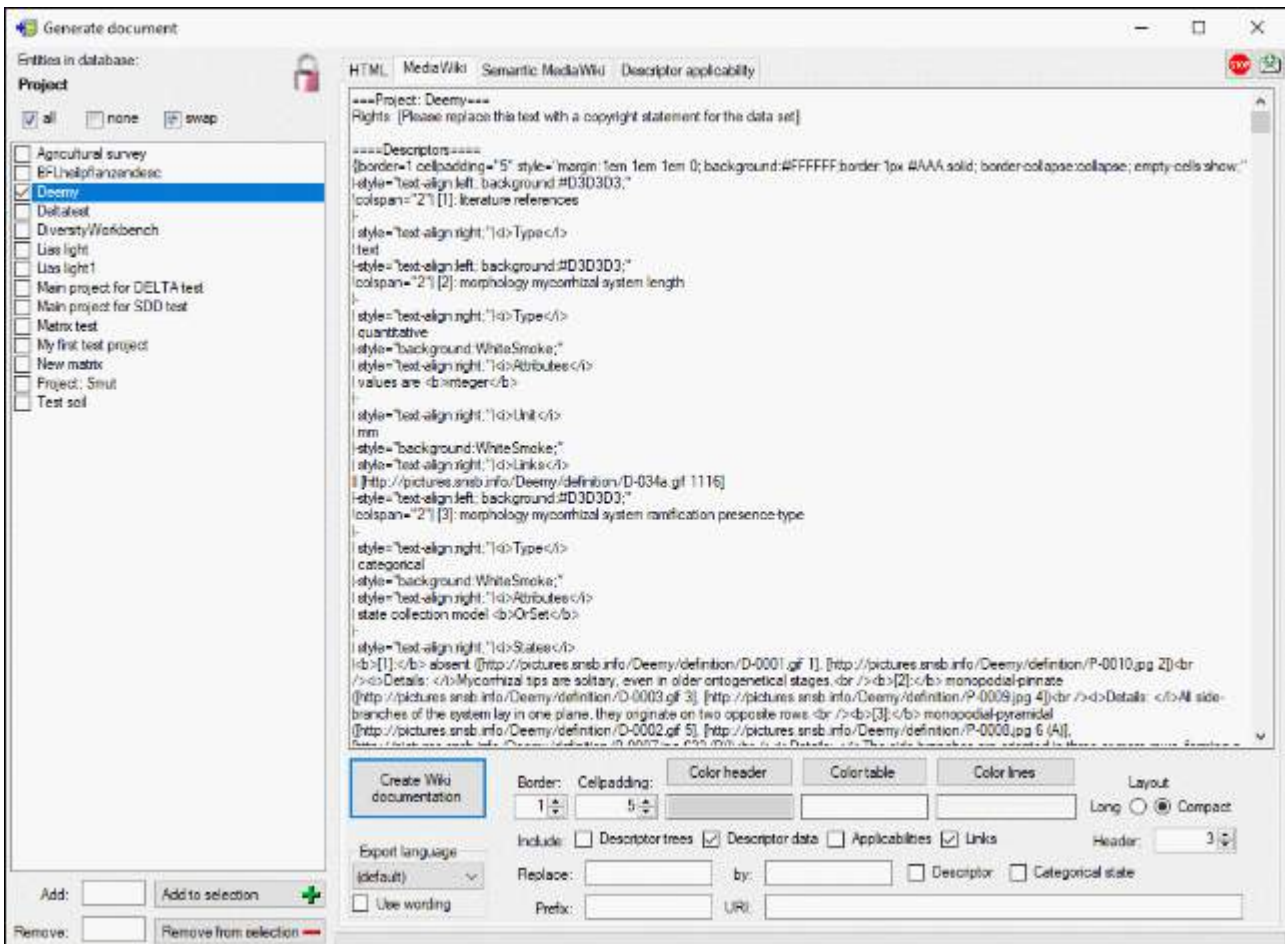 Generate document
Entities in database:
Project
all none swap
Agricultural survey
BFLheilpflanzendesc
Deemy
Deltatest
DiversityWorkbench
Lias light
Lias light1
Main project for DELTA test
Main project for SDD test
Matrix test
My first test project
New matrix
Project: Smut
Test soil
Add: Add to selection
Remove: Remove from selection
HTML MediaWiki Semantic MediaWiki Descriptor applicability
STOP
===Project: Deemy===
Rights: [Please replace this text with a copyright statement for the data set]
====Descriptors====
{|border=1 cellpadding="5" style="margin:1em 1em 1em 0; background:#FFFFFF;border:1px #AAA solid; border-collapse:collapse; empty-cells:show;"
|-style="text-align:left; background:#D3D3D3;"
!colspan="2"| [1]: literature references
|-
| style="text-align:right;"|<i>Type</i>
| text
|-style="text-align:left; background:#D3D3D3;"
!colspan="2"| [2]: morphology mycorrhizal system length
|-
| style="text-align:right;"|<i>Type</i>
| quantitative
|-style="background:WhiteSmoke;"
| style="text-align:right;"|<i>Attributes</i>
| values are <b>integer</b>
|-
| style="text-align:right;"|<i>Unit</i>
| mm
|-style="background:WhiteSmoke;"
| style="text-align:right;"|<i>Links</i>
| [http://pictures.snsb.info/Deemy/definition/D-034a.gif 1116]
|-style="text-align:left; background:#D3D3D3;"
!colspan="2"| [3]: morphology mycorrhizal system ramification presence-type
|-
| style="text-align:right;"|<i>Type</i>
| categorical
|-style="background:WhiteSmoke;"
| style="text-align:right;"|<i>Attributes</i>
| state collection model <b>OrSet</b>
|-
| style="text-align:right;"|<i>States</i>
|<b>[1]:</b> absent ([http://pictures.snsb.info/Deemy/definition/D-0001.gif 1], [http://pictures.snsb.info/Deemy/definition/P-0010.jpg 2])<br
/><i>Details: </i>Mycorrhizal tips are solitary, even in older ontogenetical stages.<br /><b>[2]:</b> monopodial-pinnate
([http://pictures.snsb.info/Deemy/definition/D-0003.gif 3], [http://pictures.snsb.info/Deemy/definition/P-0009.jpg 4])<br /><i>Details: </i>All side-
branches of the system lay in one plane, they originate on two opposite rows.<br /><b>[3]:</b> monopodial-pyramidal
([http://pictures.snsb.info/Deemy/definition/D-0002.gif 5], [http://pictures.snsb.info/Deemy/definition/P-0008.jpg 6 (A)],
Create Wiki
documentation
Border: Cellpadding: Color header Color table Color lines Layout
1 5 Long Compact
Include: Descriptor trees Descriptor data Applicabilities Links Header: 3
Export language
(default)
Replace: by: Descriptor Categorical state
Use wording
Prefix: URI: